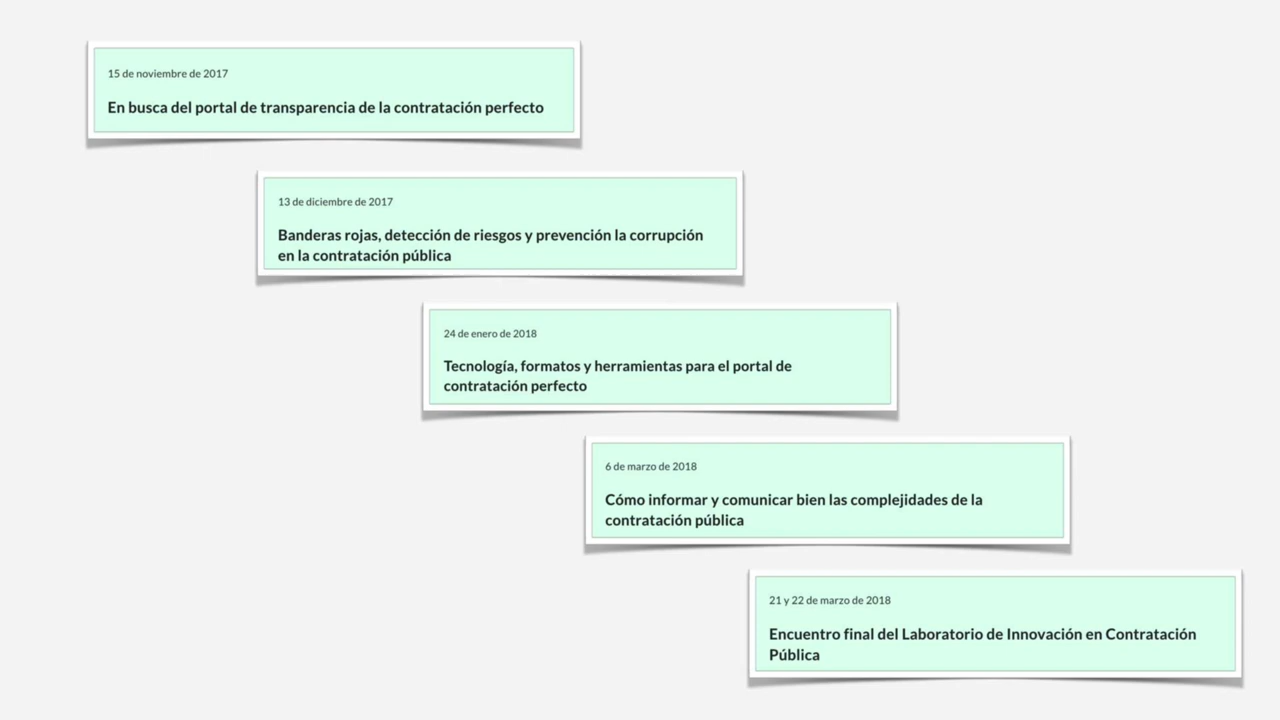 15 de noviembre de 2017
En busca del portal de transparencia de la contratación perfecto
13 de diciembre de 2017
Banderas rojas, detección de riesgos y prevención la corrupción
en la contratación pública
24 de enero de 2018
Tecnología, formatos y herramientas para el portal de
contratación perfecto
6 de marzo de 2018
Cómo informar y comunicar bien las complejidades de la
contratación pública
21 y 22 de marzo de 2018
Encuentro final del Laboratorio de Innovación en Contratación
Pública